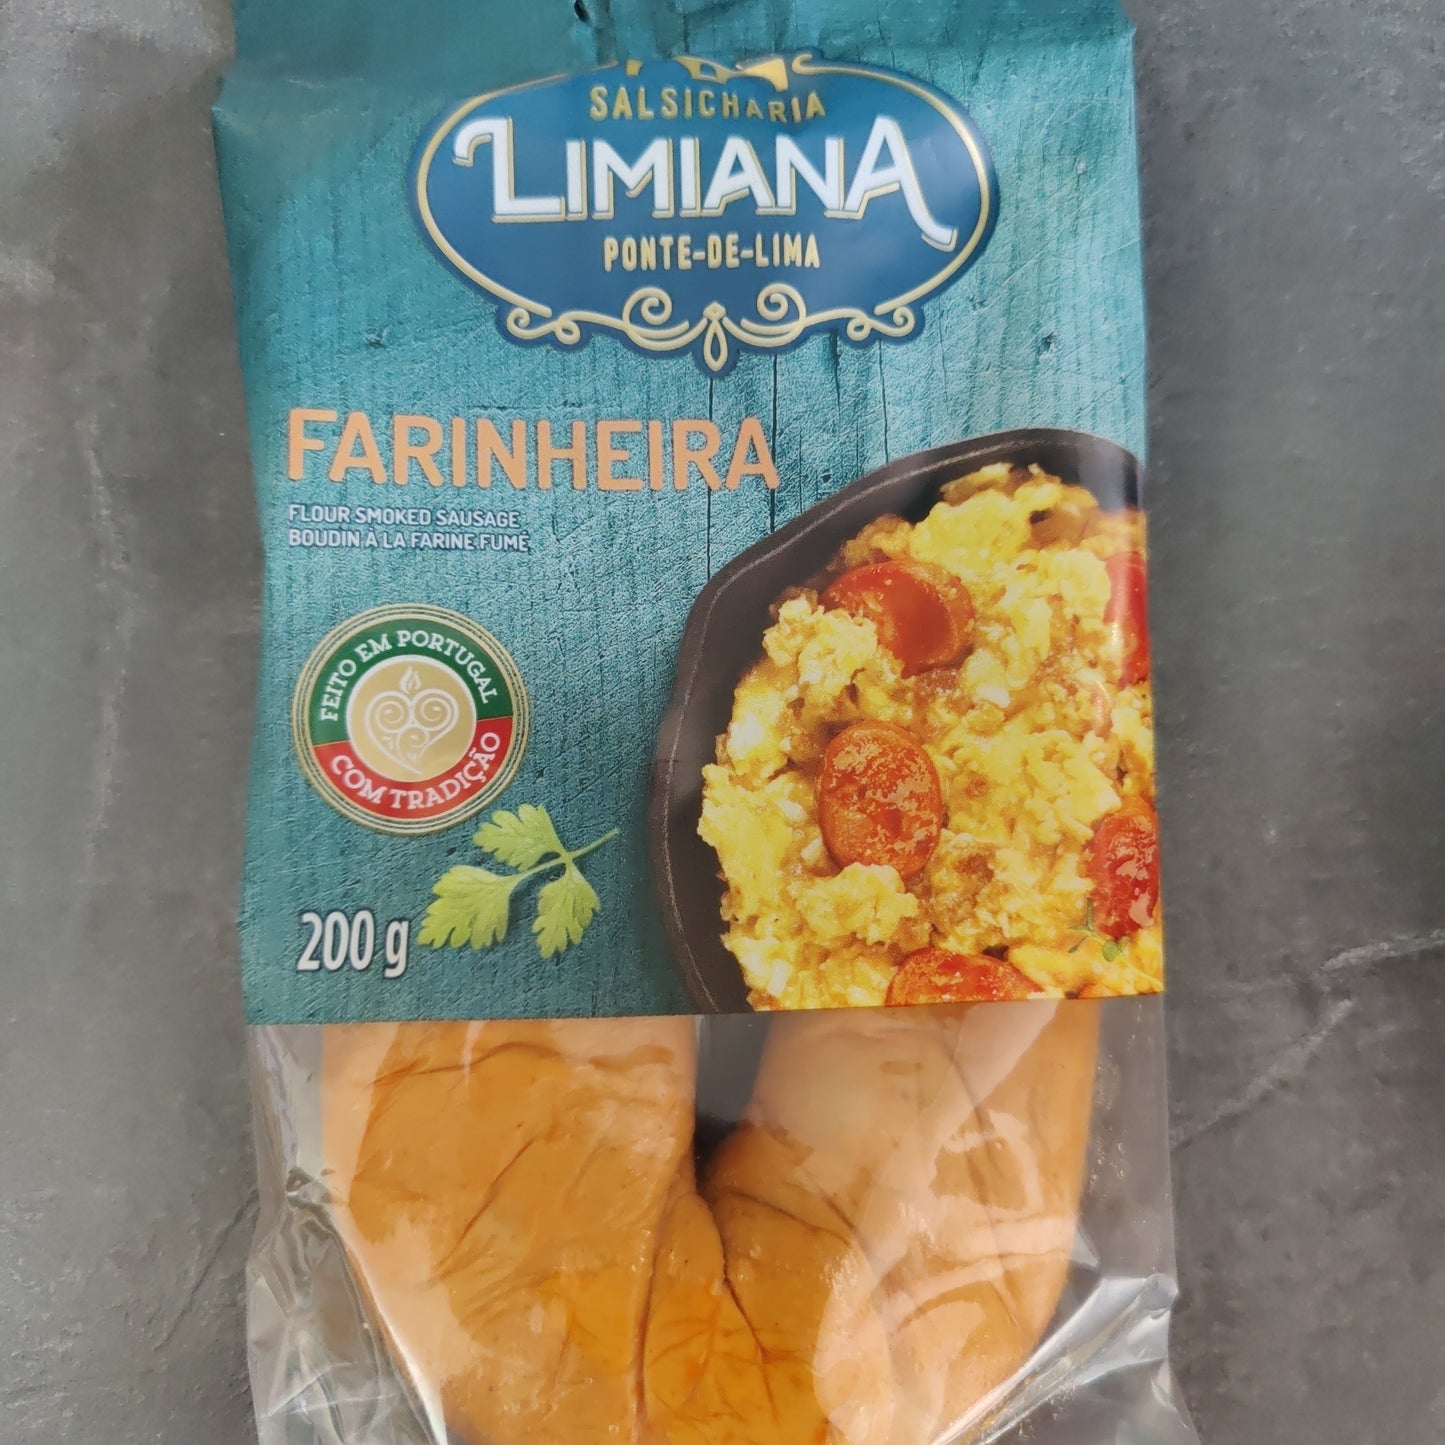 SALSICHARIA
LIMIANA
PONTE-DE-LIMA
FARINHEIRA
FLOUR SMOKED SAUSAGE
BOUDIN À LA FARINE FUMÉ
FEITO EM PORTUGAL
COM TRADIÇÃO
200 g